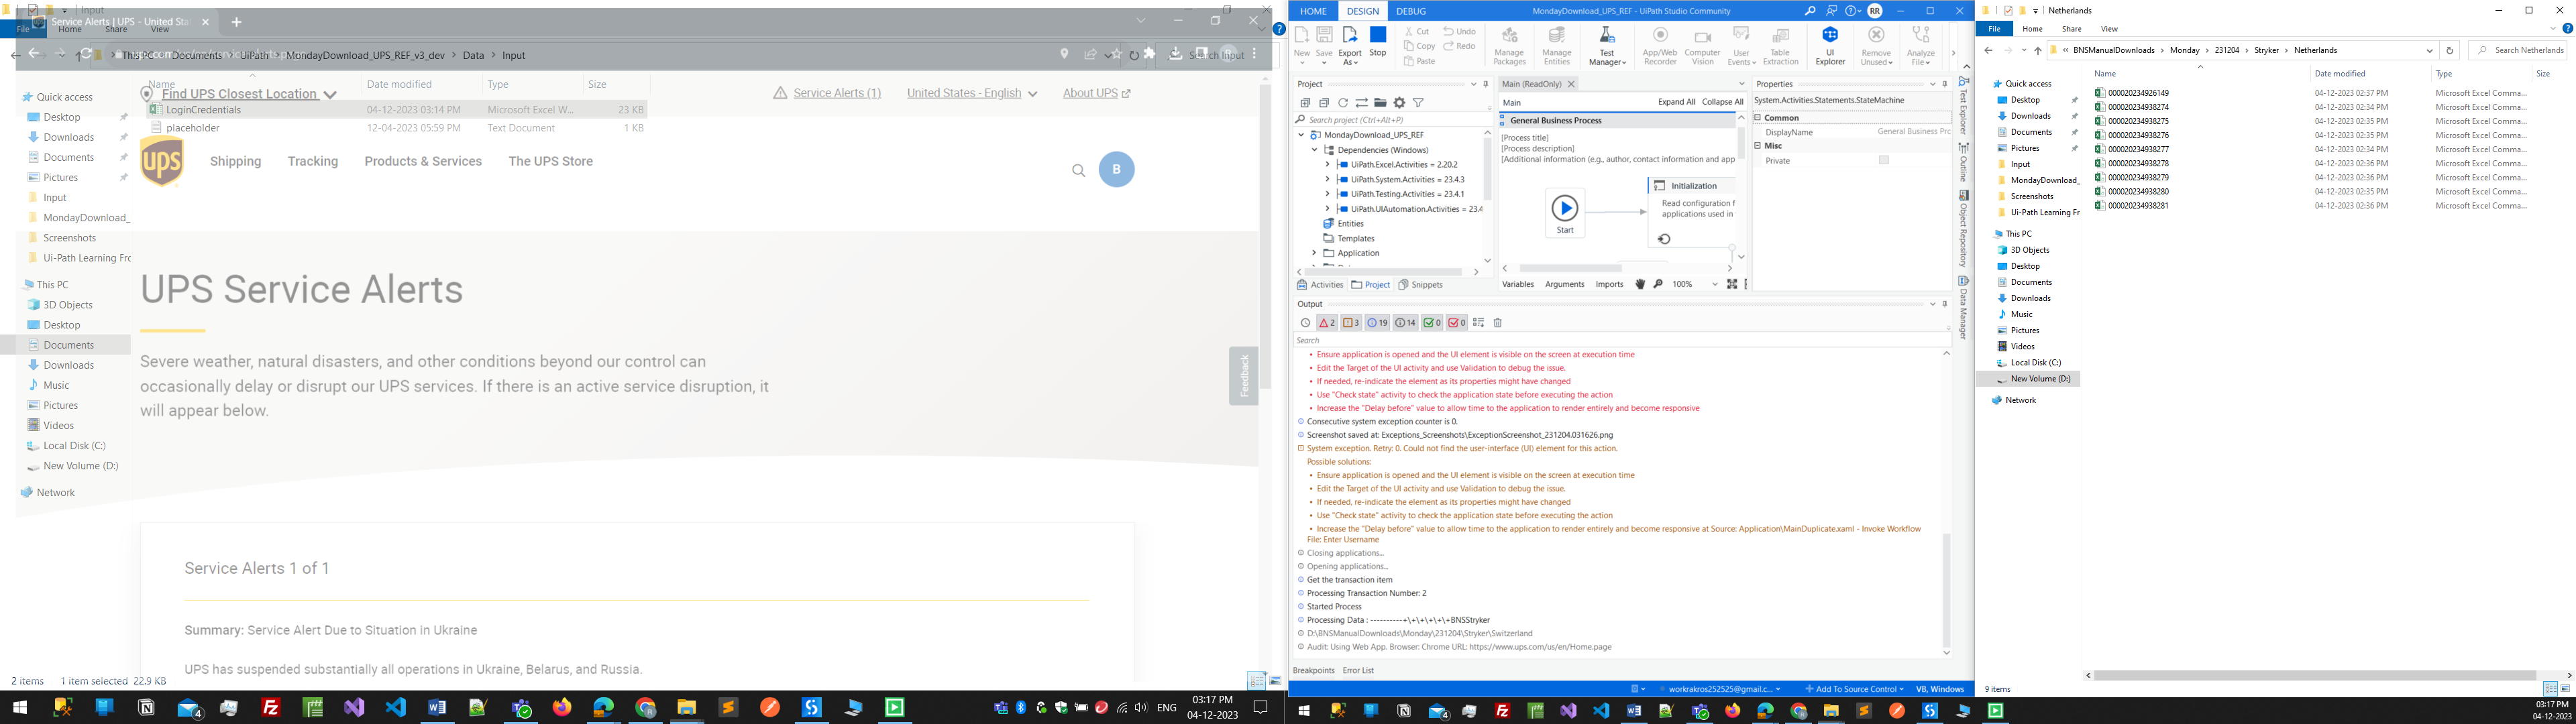 Input
Service Alerts | UPS - United Stat
File
Home
Share
View
This PC
Documents
UiPath
MondayDownload_UPS_REF_v3_dev
Data
Input
Search Input
Name
Date modified
Type
Size
LoginCredentials
04-12-2023 03:14 PM
Microsoft Excel W...
23 KB
placeholder
12-04-2023 05:59 PM
Text Document
1 KB
Quick access
Desktop
Downloads
Documents
Pictures
Input
MondayDownload_
Screenshots
Ui-Path Learning Frc
This PC
3D Objects
Desktop
Documents
Downloads
Music
Pictures
Videos
Local Disk (C:)
New Volume (D:)
Network
2 items
1 item selected 22.9 KB
Find UPS Closest Location
Service Alerts (1)
United States - English
About UPS
ups
Shipping
Tracking
Products & Services
The UPS Store
B
UPS Service Alerts
Severe weather, natural disasters, and other conditions beyond our control can
occasionally delay or disrupt our UPS services. If there is an active service disruption, it
will appear below.
Feedback
Service Alerts 1 of 1
Summary: Service Alert Due to Situation in Ukraine
UPS has suspended substantially all operations in Ukraine, Belarus, and Russia.
4
ENG
03:17 PM
04-12-2023
HOME
DESIGN
DEBUG
MondayDownload_UPS_REF - UiPath Studio Community
RR
New
Save
Export
As
Stop
Cut
Copy
Paste
Undo
Redo
Manage
Packages
Manage
Entities
Test
Manager
App/Web
Recorder
Computer
Vision
User
Events
Table
Extraction
UI
Explorer
Remove
Unused
Analyze
File
Project
Search project (Ctrl+Alt+P)
MondayDownload_UPS_REF
Dependencies (Windows)
UiPath.Excel.Activities = 2.20.2
UiPath.System.Activities = 23.4.3
UiPath.Testing.Activities = 23.4.1
UiPath.UIAutomation.Activities = 23.4
Entities
Templates
Application
Activities
Project
Snippets
Main (ReadOnly)
Main
Expand All
Collapse All
General Business Process
[Process title]
[Process description]
[Additional information (e.g., author, contact information and app
Start
Initialization
Read configuration f
applications used in
Variables
Arguments
Imports
100%
Properties
System.Activities.Statements.StateMachine
Common
DisplayName
General Business Prc
Misc
Private
Test Explorer
Outline
Object Repository
Data Manager
Output
2
3
19
14
0
0
Search
• Ensure application is opened and the UI element is visible on the screen at execution time
• Edit the Target of the UI activity and use Validation to debug the issue.
• If needed, re-indicate the element as its properties might have changed
• Use "Check state" activity to check the application state before executing the action
• Increase the "Delay before" value to allow time to the application to render entirely and become responsive
Consecutive system exception counter is 0.
Screenshot saved at: Exceptions_Screenshots\ExceptionScreenshot_231204.031626.png
System exception. Retry: 0. Could not find the user-interface (UI) element for this action.
Possible solutions:
• Ensure application is opened and the UI element is visible on the screen at execution time
• Edit the Target of the UI activity and use Validation to debug the issue.
• If needed, re-indicate the element as its properties might have changed
• Use "Check state" activity to check the application state before executing the action
• Increase the "Delay before" value to allow time to the application to render entirely and become responsive at Source: Application\MainDuplicate.xaml - Invoke Workflow
File: Enter Username
Closing applications...
Opening applications...
Get the transaction item
Processing Transaction Number: 2
Started Process
Processing Data : ----------+\+\+\+\+\+BNSStryker
D:\BNSManualDownloads\Monday\231204\Stryker\Switzerland
Audit: Using Web App. Browser: Chrome URL: https://www.ups.com/us/en/Home.page
Breakpoints
Error List
workrakros252525@gmail.c...
Add To Source Control
VB, Windows
4
Netherlands
File
Home
Share
View
BNSManualDownloads
Monday
231204
Stryker
Netherlands
Search Netherlands
Name
Date modified
Type
Size
000020234926149
04-12-2023 02:37 PM
Microsoft Excel Comma...
000020234938274
04-12-2023 02:34 PM
Microsoft Excel Comma...
000020234938275
04-12-2023 02:35 PM
Microsoft Excel Comma...
000020234938276
04-12-2023 02:35 PM
Microsoft Excel Comma...
000020234938277
04-12-2023 02:34 PM
Microsoft Excel Comma...
000020234938278
04-12-2023 02:36 PM
Microsoft Excel Comma...
000020234938279
04-12-2023 02:36 PM
Microsoft Excel Comma...
000020234938280
04-12-2023 02:35 PM
Microsoft Excel Comma...
000020234938281
04-12-2023 02:36 PM
Microsoft Excel Comma...
Quick access
Desktop
Downloads
Documents
Pictures
Input
MondayDownload_
Screenshots
Ui-Path Learning Fr
This PC
3D Objects
Desktop
Documents
Downloads
Music
Pictures
Videos
Local Disk (C:)
New Volume (D:)
Network
9 items
03:17 PM
04-12-2023